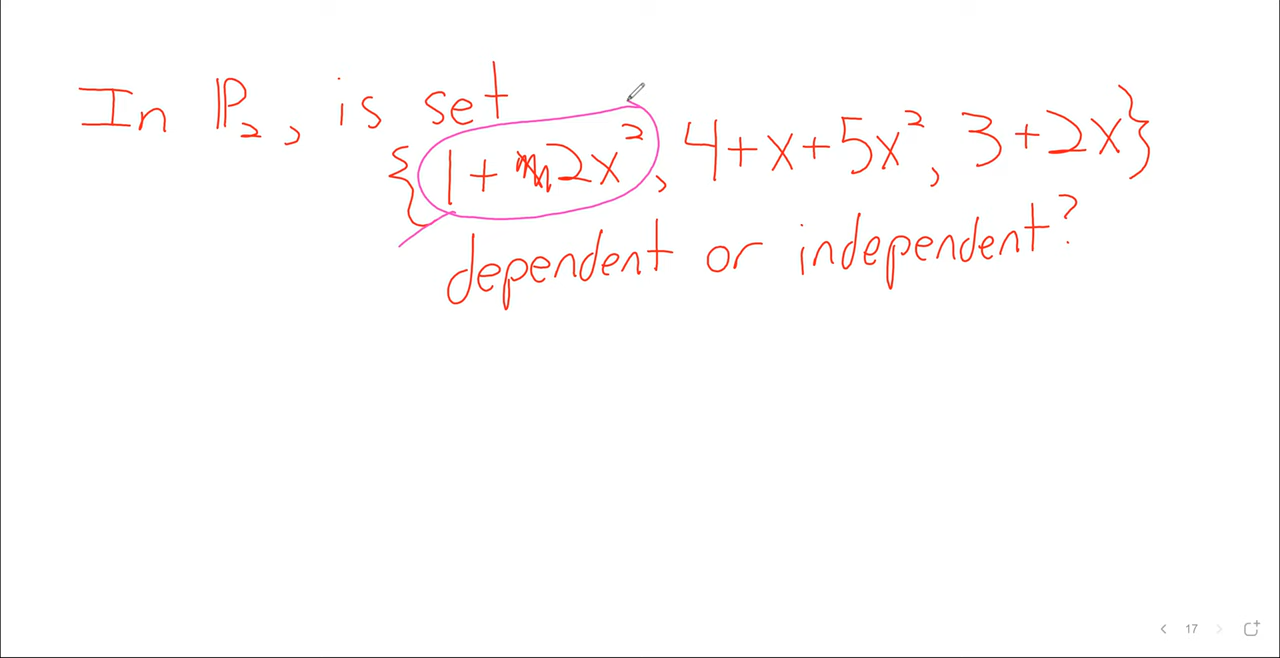 In ℙ₂, is set
{1 + 2x², 4+x+5x², 3+2x}
dependent or independent?
17